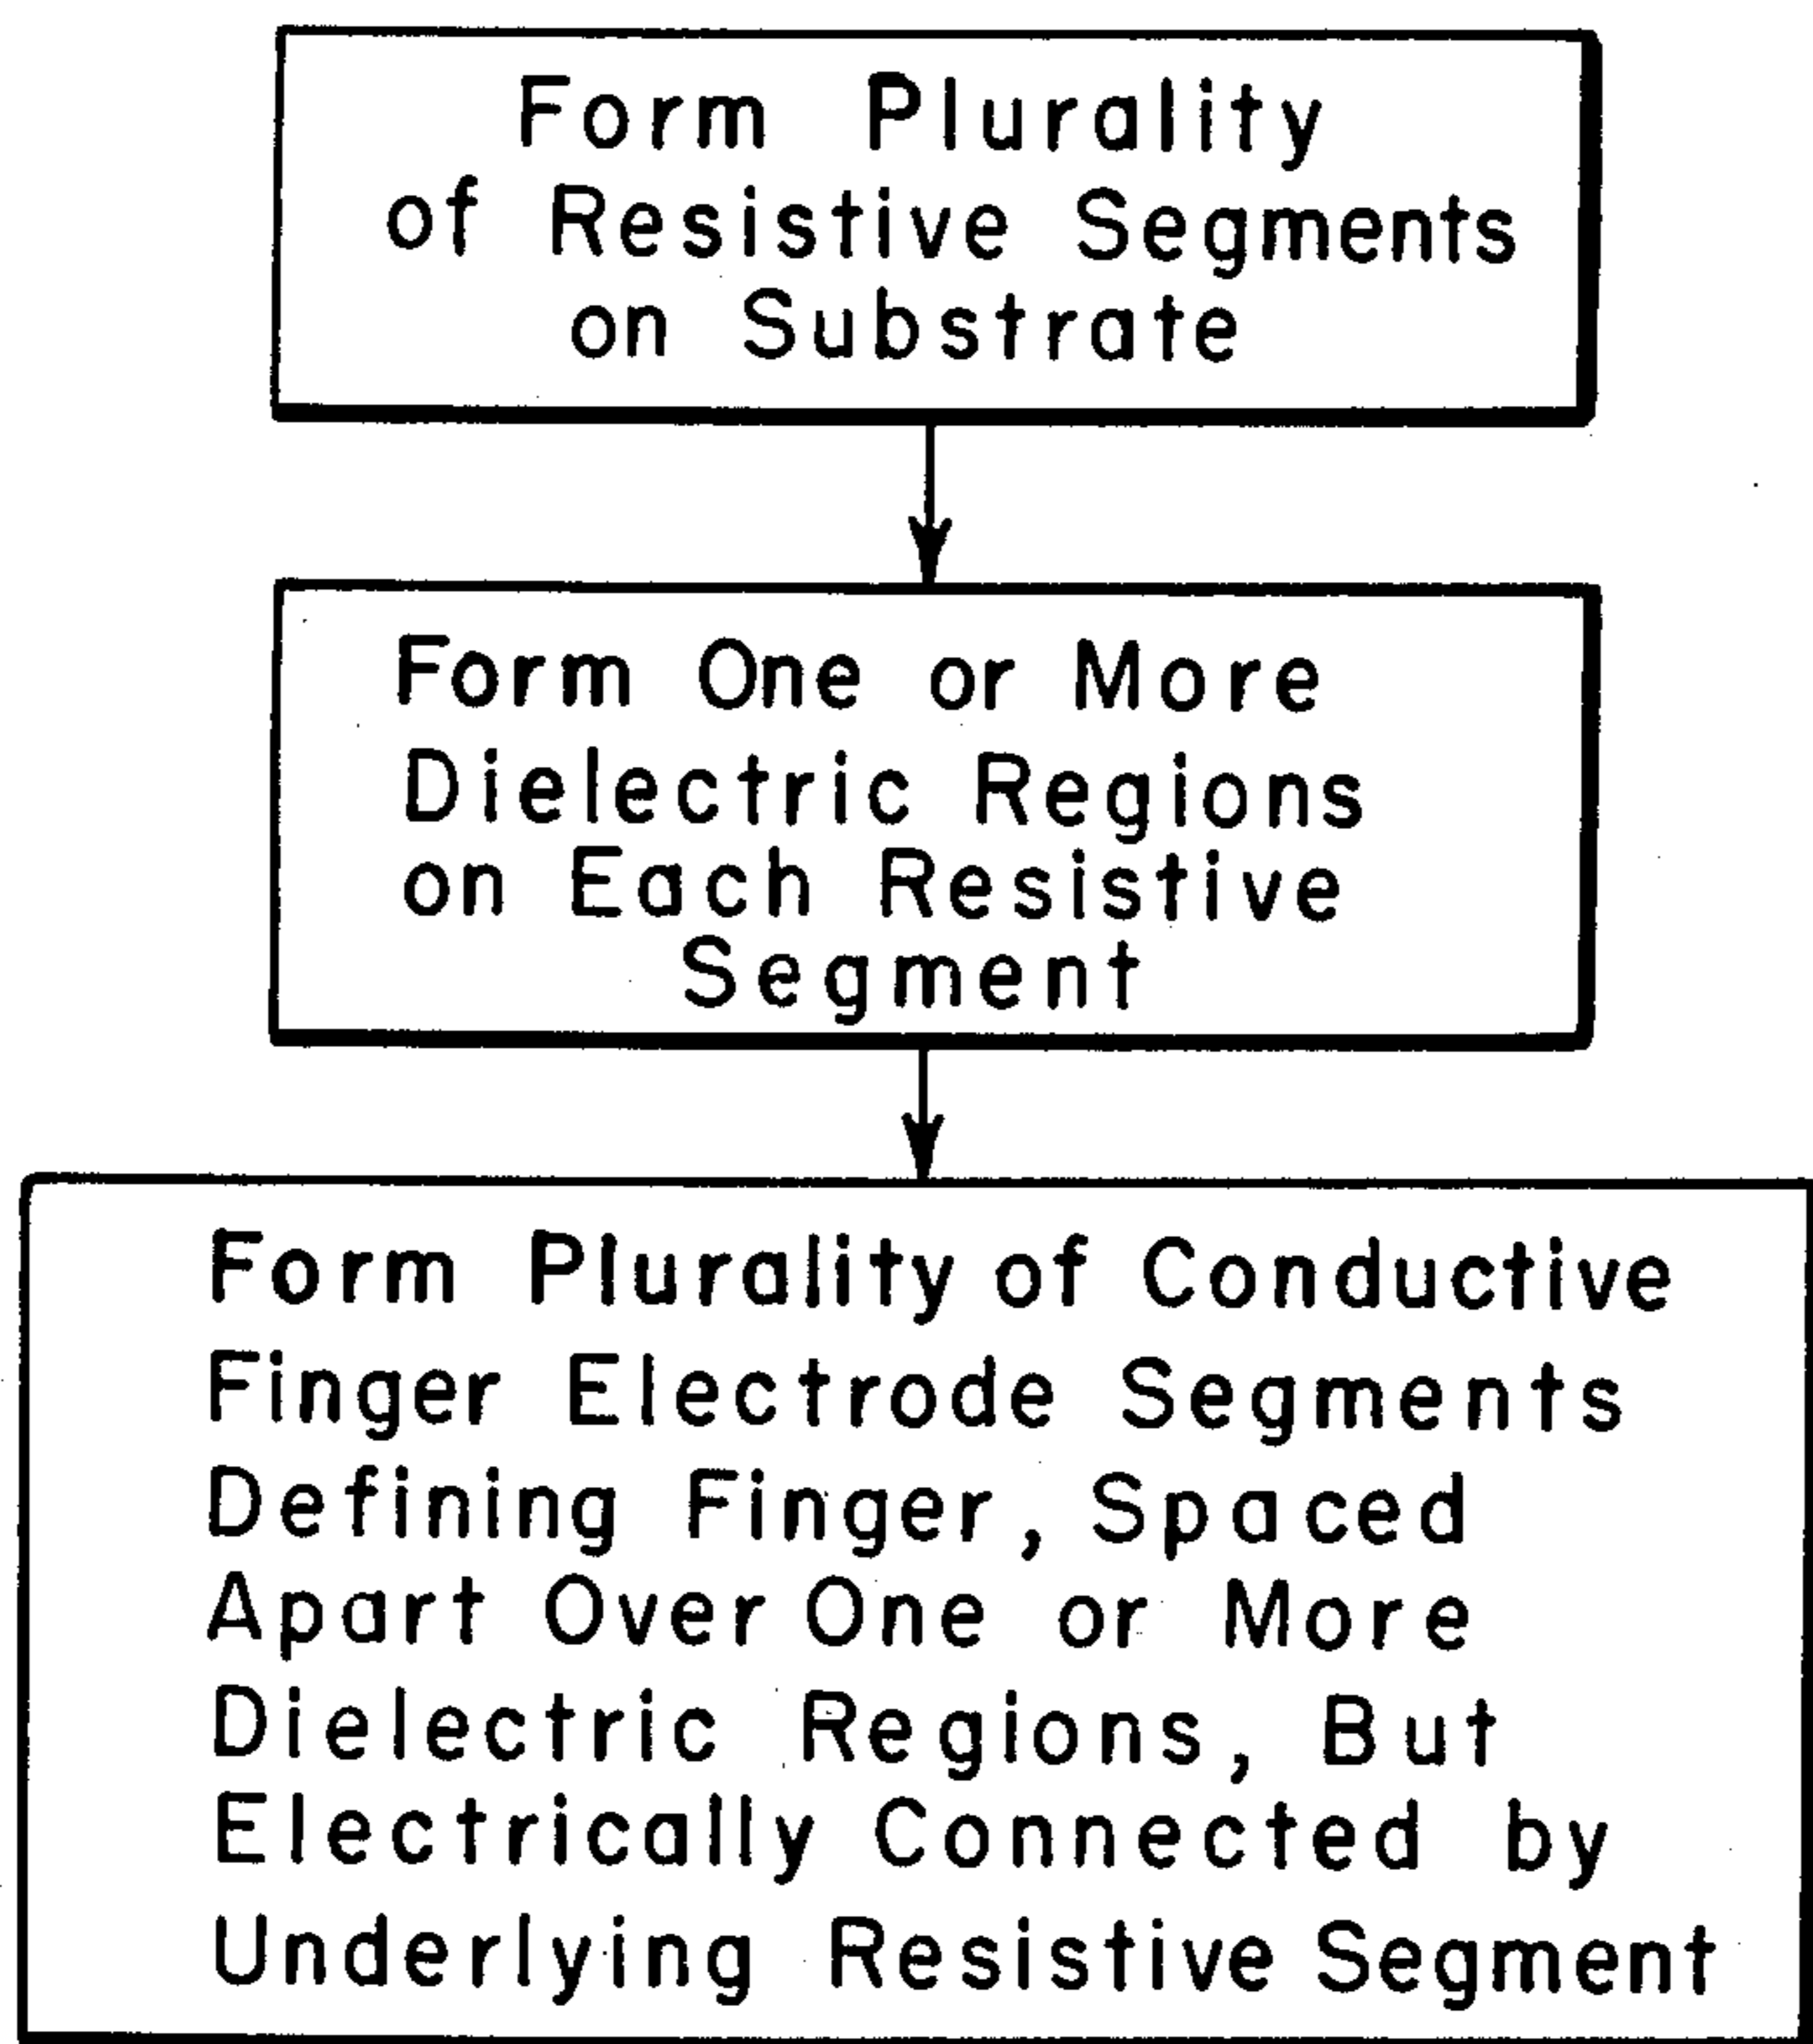 Form Plurality
of Resistive Segments
on Substrate
Form One or More
Dielectric Regions
on Each Resistive
Segment
Form Plurality of Conductive
Finger Electrode Segments
Defining Finger, Spaced
Apart Over One or More
Dielectric Regions, But
Electrically Connected by
Underlying Resistive Segment